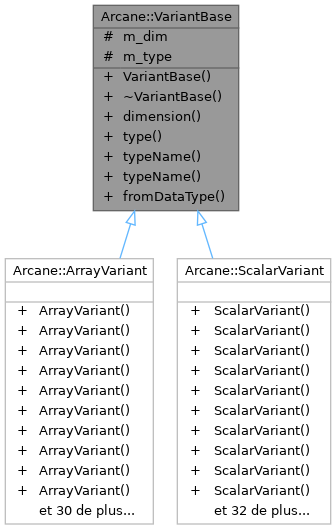 Arcane::VariantBase
# m_dim
# m_type
+ VariantBase()
+ ~VariantBase()
+ dimension()
+ type()
+ typeName()
+ typeName()
+ fromDataType()
Arcane::ArrayVariant
+ ArrayVariant()
+ ArrayVariant()
+ ArrayVariant()
+ ArrayVariant()
+ ArrayVariant()
+ ArrayVariant()
+ ArrayVariant()
+ ArrayVariant()
+ ArrayVariant()
+ ArrayVariant()
et 30 de plus...
Arcane::ScalarVariant
+ ScalarVariant()
+ ScalarVariant()
+ ScalarVariant()
+ ScalarVariant()
+ ScalarVariant()
+ ScalarVariant()
+ ScalarVariant()
+ ScalarVariant()
+ ScalarVariant()
+ ScalarVariant()
et 32 de plus...